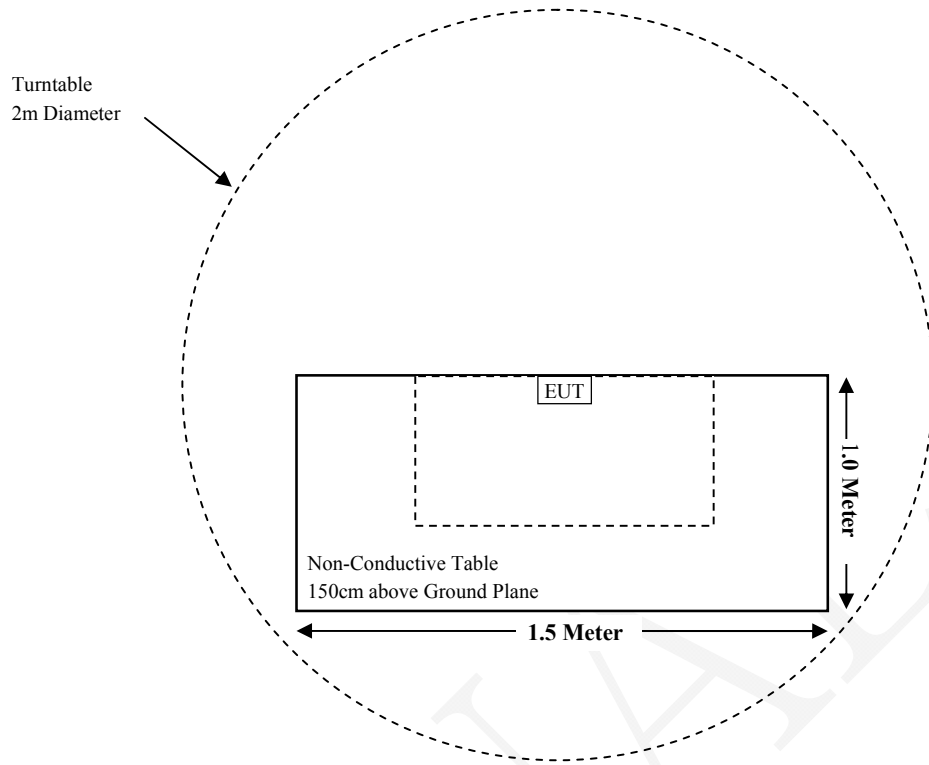 Turntable
2m Diameter
EUT
1.0 Meter
Non-Conductive Table
150cm above Ground Plane
1.5 Meter